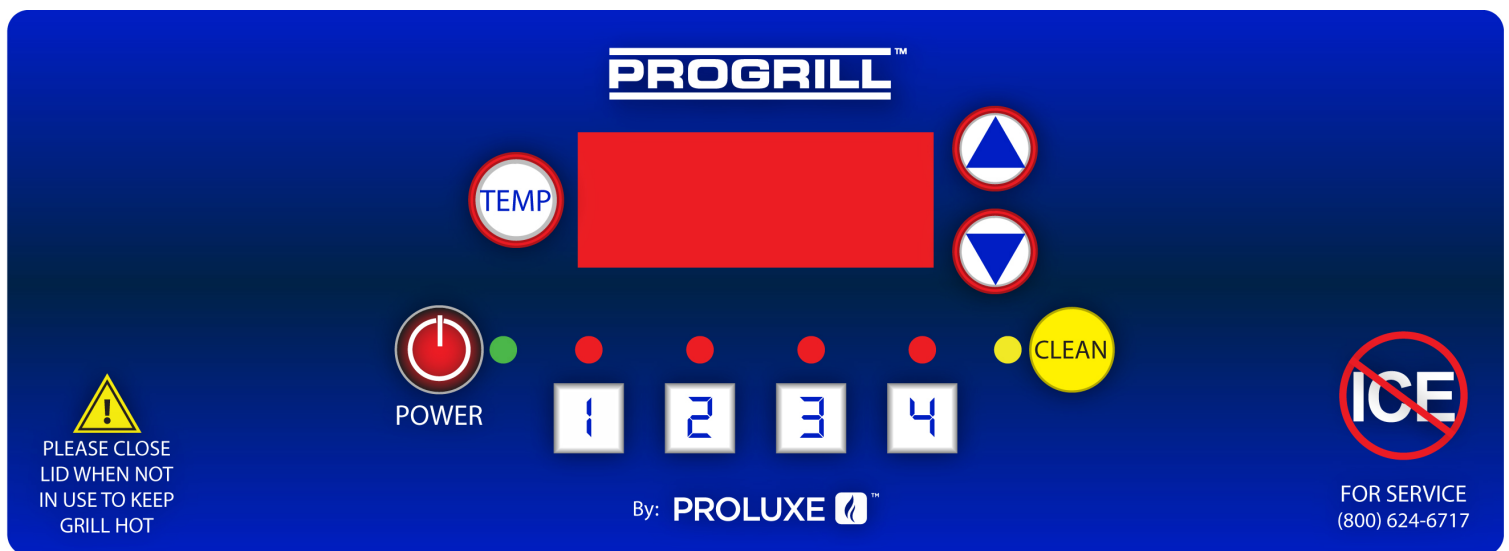 PROGRILL™
TEMP
CLEAN
POWER
1 2 3 4
ICE
PLEASE CLOSE
LID WHEN NOT
IN USE TO KEEP
GRILL HOT
By: PROLUXE™
FOR SERVICE
(800) 624-6717